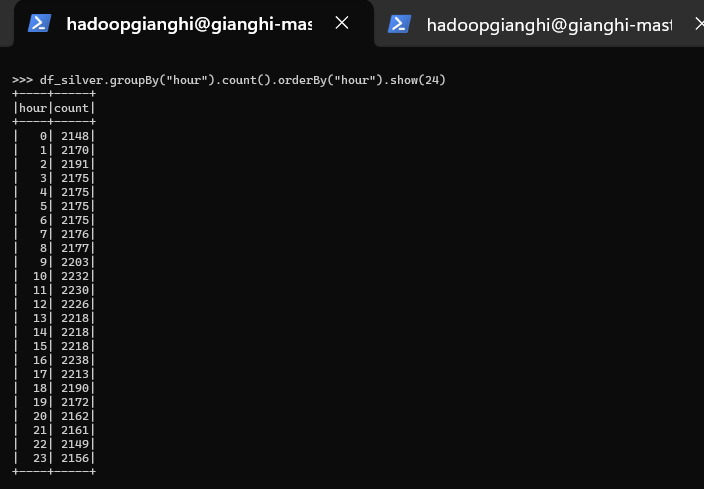 hadoopgianghi@gianghi-mas
hadoopgianghi@gianghi-mast
>>> df_silver.groupBy("hour").count().orderBy("hour").show(24)
+----+-----+
|hour|count|
+----+-----+
|   0| 2148|
|   1| 2170|
|   2| 2191|
|   3| 2175|
|   4| 2175|
|   5| 2175|
|   6| 2175|
|   7| 2176|
|   8| 2177|
|   9| 2203|
|  10| 2232|
|  11| 2230|
|  12| 2226|
|  13| 2218|
|  14| 2218|
|  15| 2218|
|  16| 2238|
|  17| 2213|
|  18| 2190|
|  19| 2172|
|  20| 2162|
|  21| 2161|
|  22| 2149|
|  23| 2156|
+----+-----+